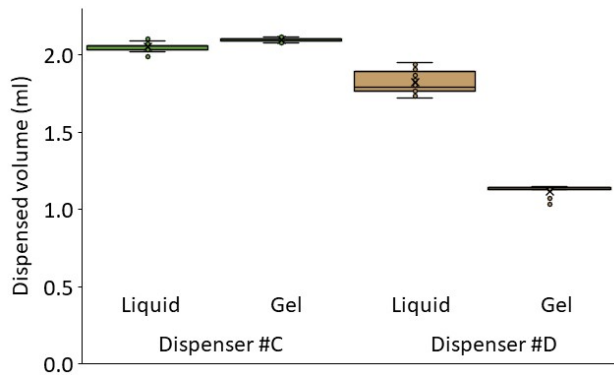 Dispensed volume (ml)
2.0
1.5
1.0
0.5
0.0
Liquid Gel Liquid Gel
Dispenser #C Dispenser #D